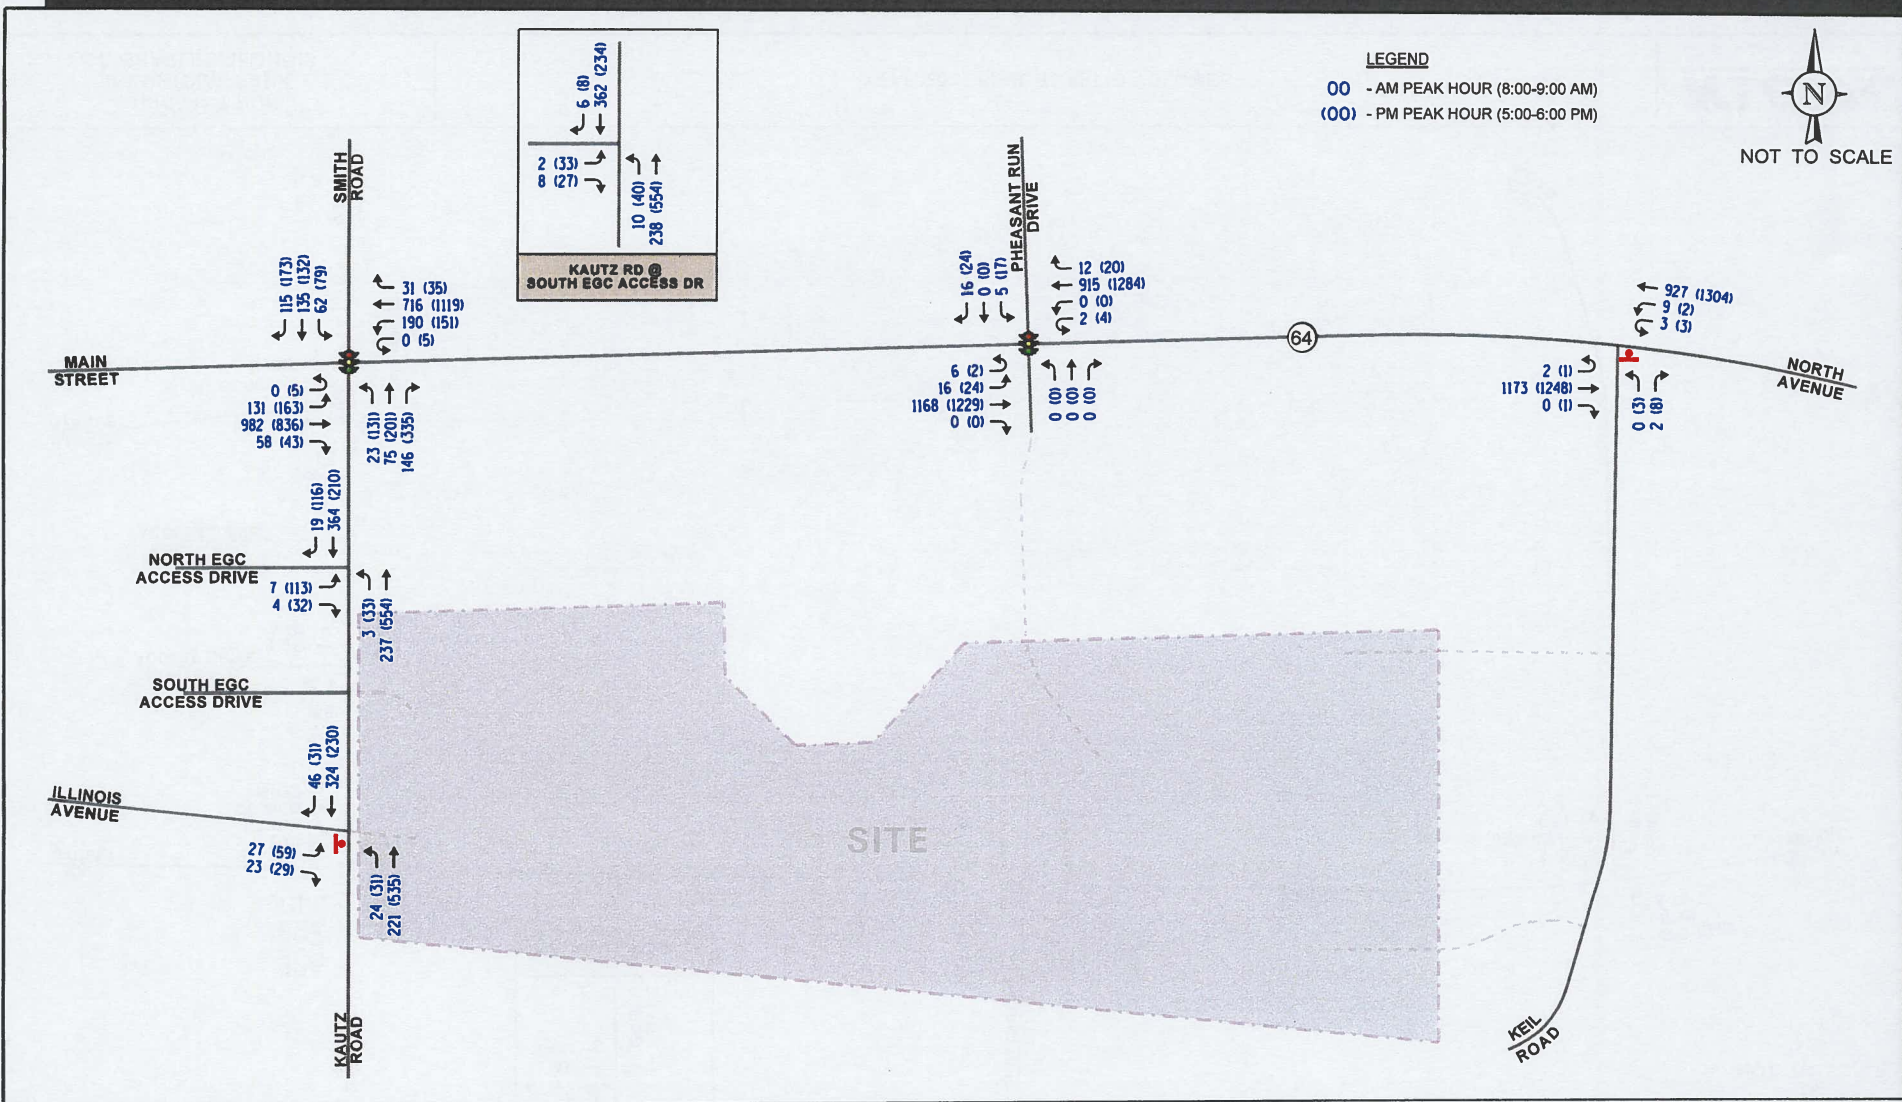 6 (8)
362 (234)
2 (33)
8 (27)
10 (40)
238 (554)
KAUTZ RD @
SOUTH EGC ACCESS DR
LEGEND
00 - AM PEAK HOUR (8:00-9:00 AM)
(00) - PM PEAK HOUR (5:00-6:00 PM)
N
NOT TO SCALE
SMITH
ROAD
115 (173)
135 (132)
62 (79)
31 (35)
716 (1119)
190 (151)
0 (5)
MAIN
STREET
0 (5)
131 (163)
982 (836)
58 (43)
23 (131)
75 (201)
146 (335)
PHEASANT RUN
DRIVE
16 (24)
0 (0)
5 (17)
12 (20)
915 (1284)
0 (0)
2 (4)
6 (2)
16 (24)
1168 (1229)
0 (0)
0 (0)
0 (0)
0 (0)
64
927 (1304)
9 (2)
3 (3)
NORTH
AVENUE
2 (1)
1173 (1248)
0 (1)
0 (3)
2 (8)
19 (116)
364 (210)
NORTH EGC
ACCESS DRIVE
7 (113)
4 (32)
3 (33)
237 (554)
SOUTH EGC
ACCESS DRIVE
46 (31)
324 (230)
ILLINOIS
AVENUE
27 (59)
23 (29)
24 (31)
221 (535)
SITE
KAUTZ
ROAD
KEIL
ROAD